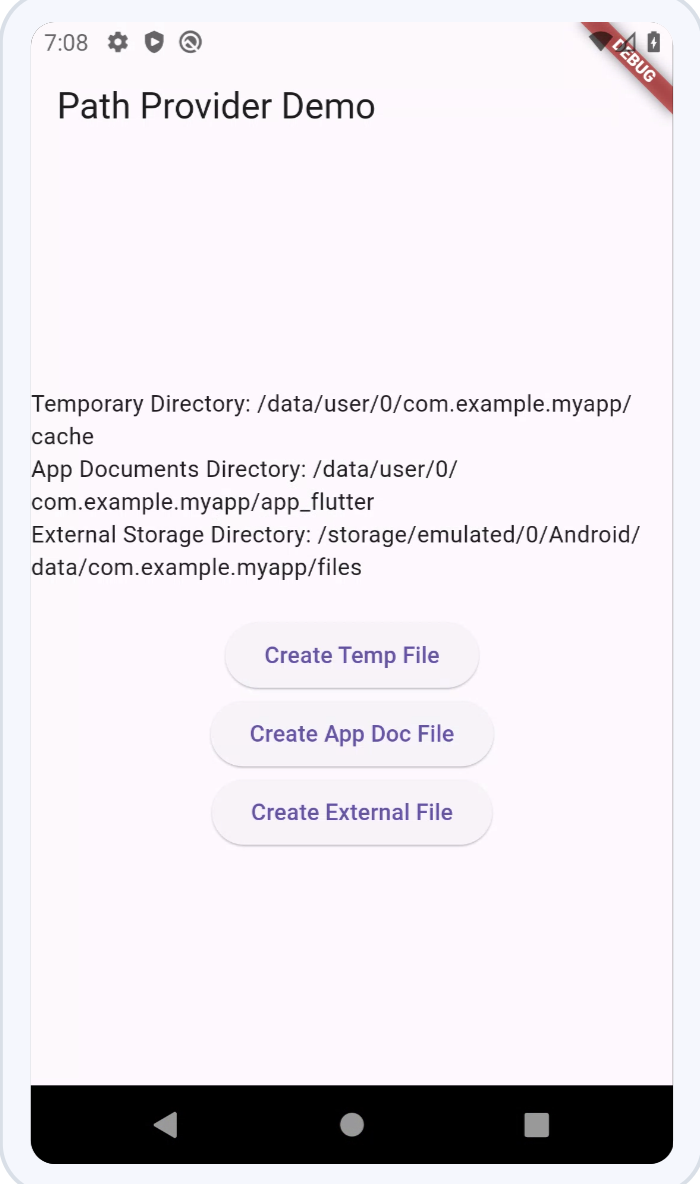 7:08
DEBUG
Path Provider Demo
Temporary Directory: /data/user/0/com.example.myapp/
cache
App Documents Directory: /data/user/0/
com.example.myapp/app_flutter
External Storage Directory: /storage/emulated/0/Android/
data/com.example.myapp/files
Create Temp File
Create App Doc File
Create External File